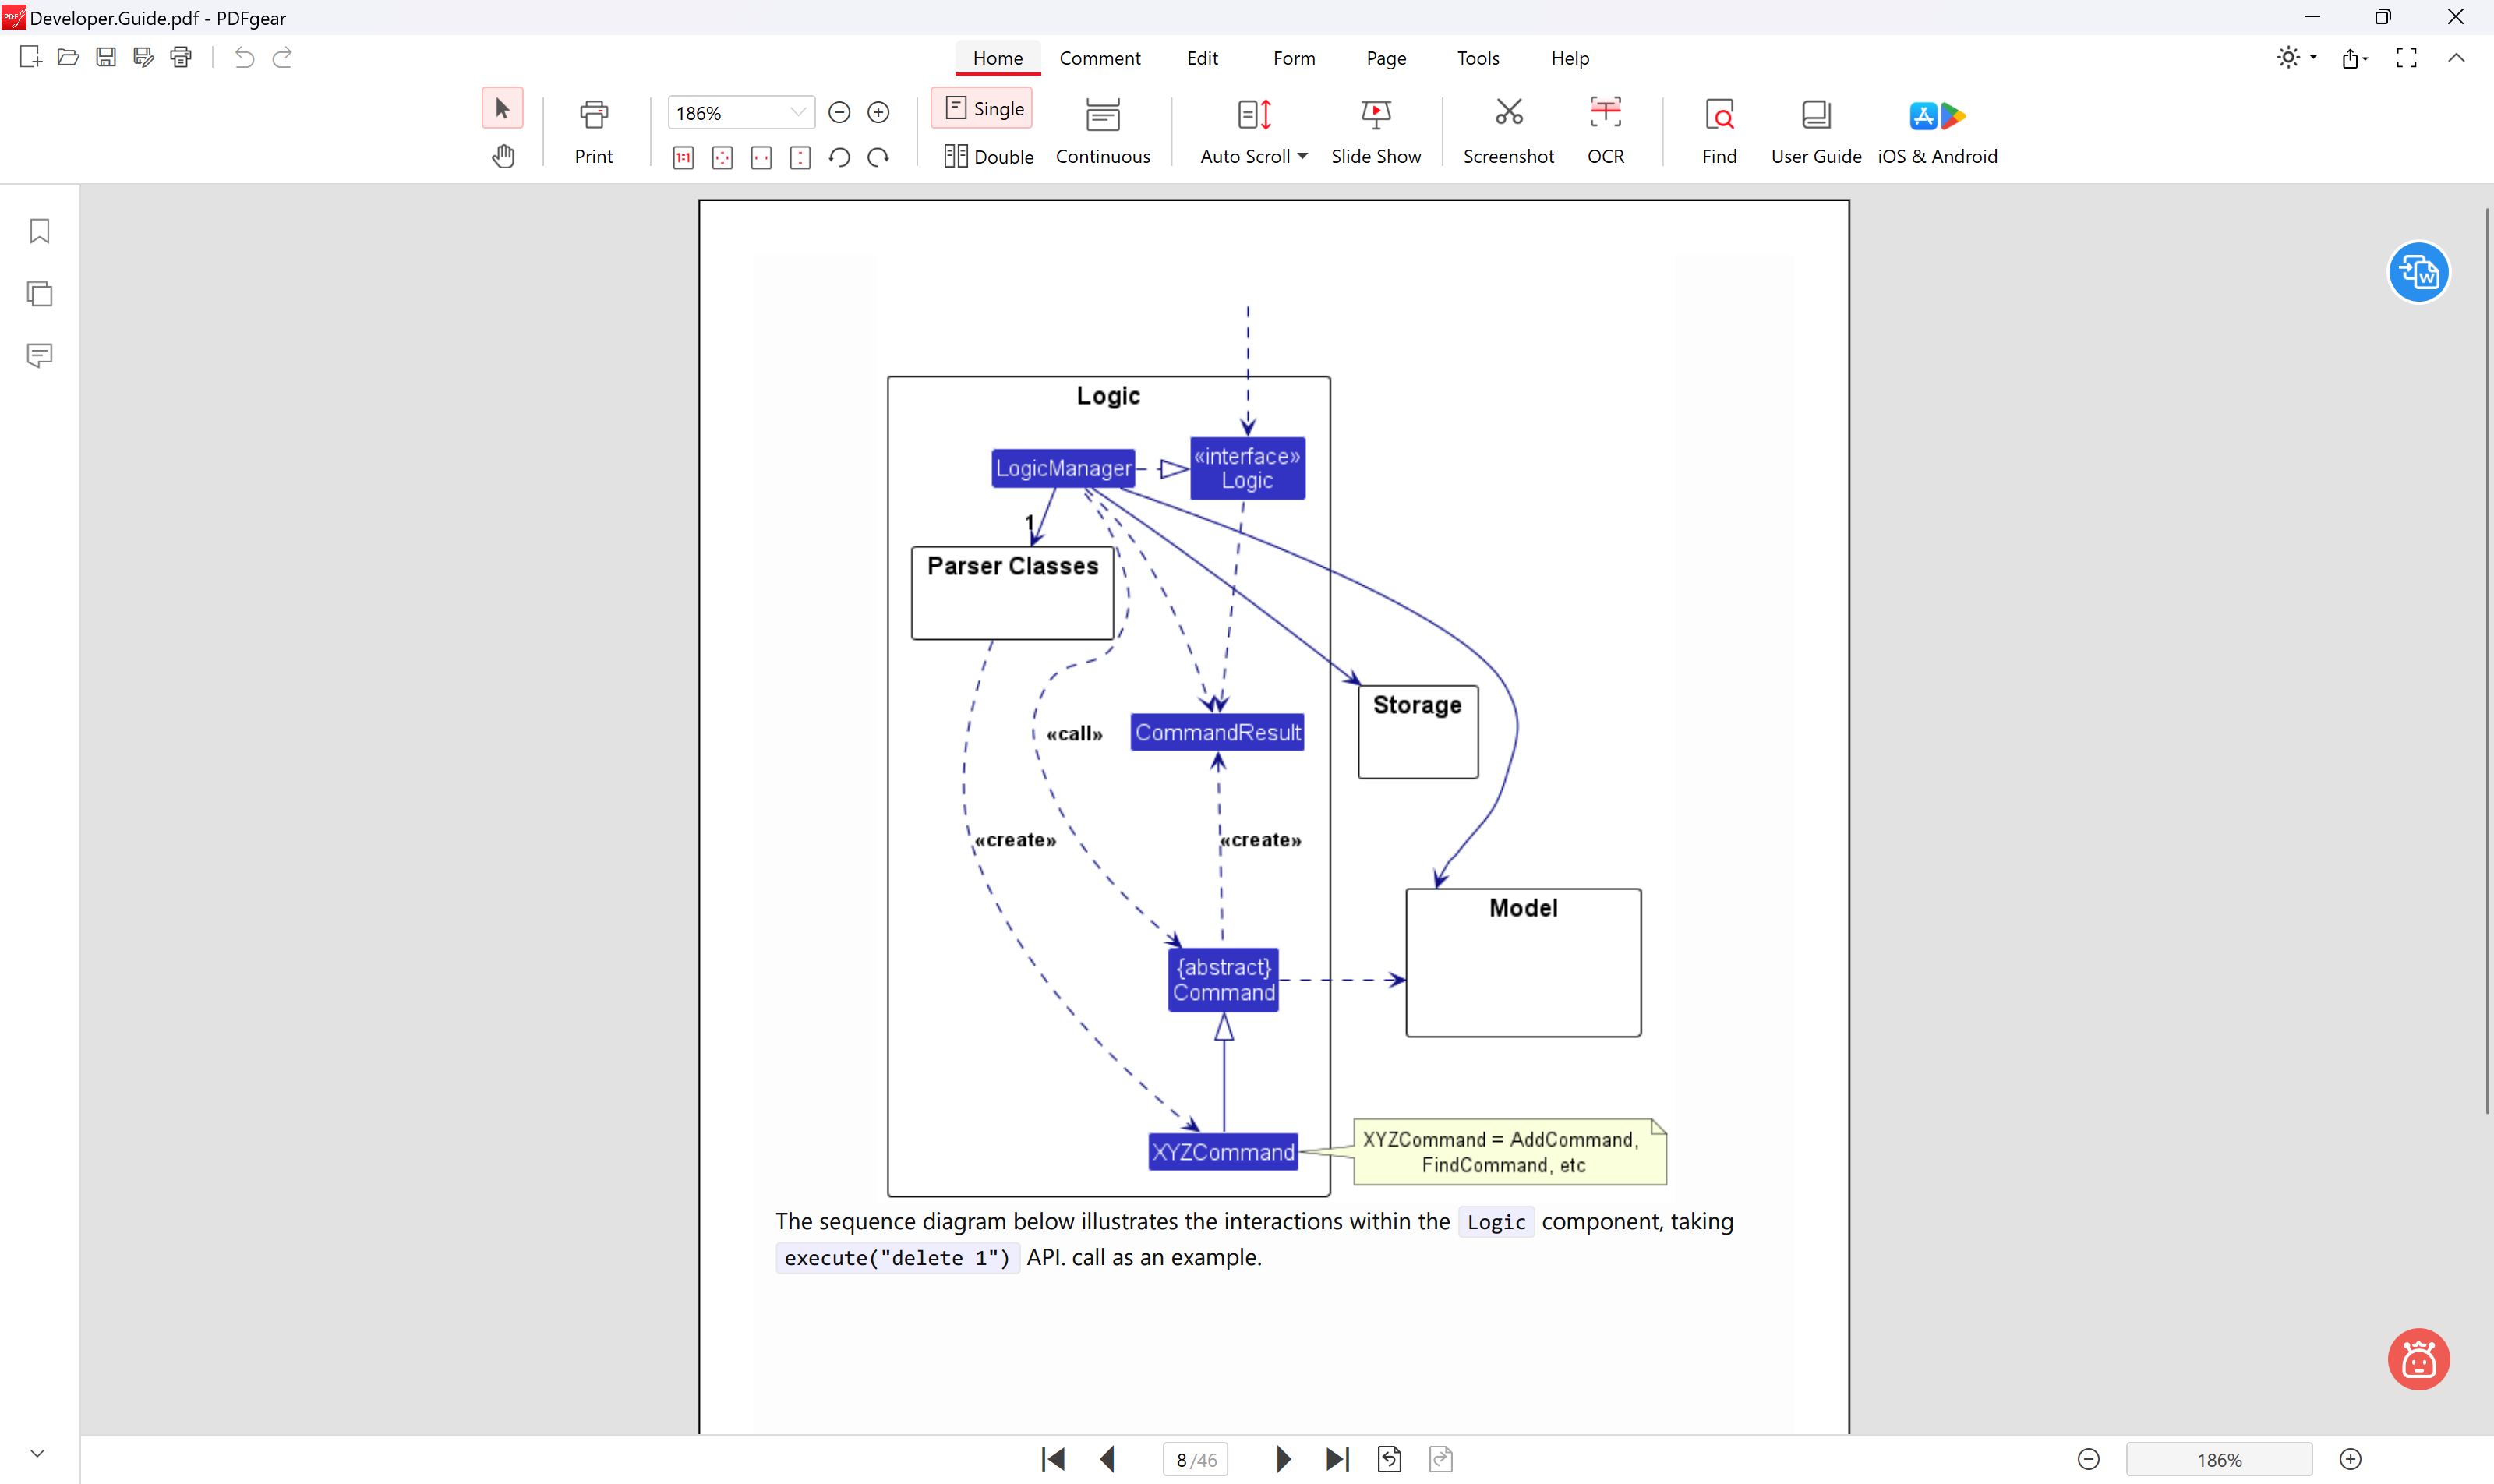 Developer.Guide.pdf - PDFgear
Home Comment Edit Form Page Tools Help
186%
Single
Double
Print
Continuous
Auto Scroll
Slide Show
Screenshot
OCR
Find
User Guide
iOS & Android
Logic
LogicManager
«interface»
Logic
1
Parser Classes
Storage
CommandResult
«call»
«create»
«create»
Model
{abstract}
Command
XYZCommand
XYZCommand = AddCommand,
FindCommand, etc
The sequence diagram below illustrates the interactions within the Logic component, taking
execute("delete 1") API. call as an example.
8 /46
186%